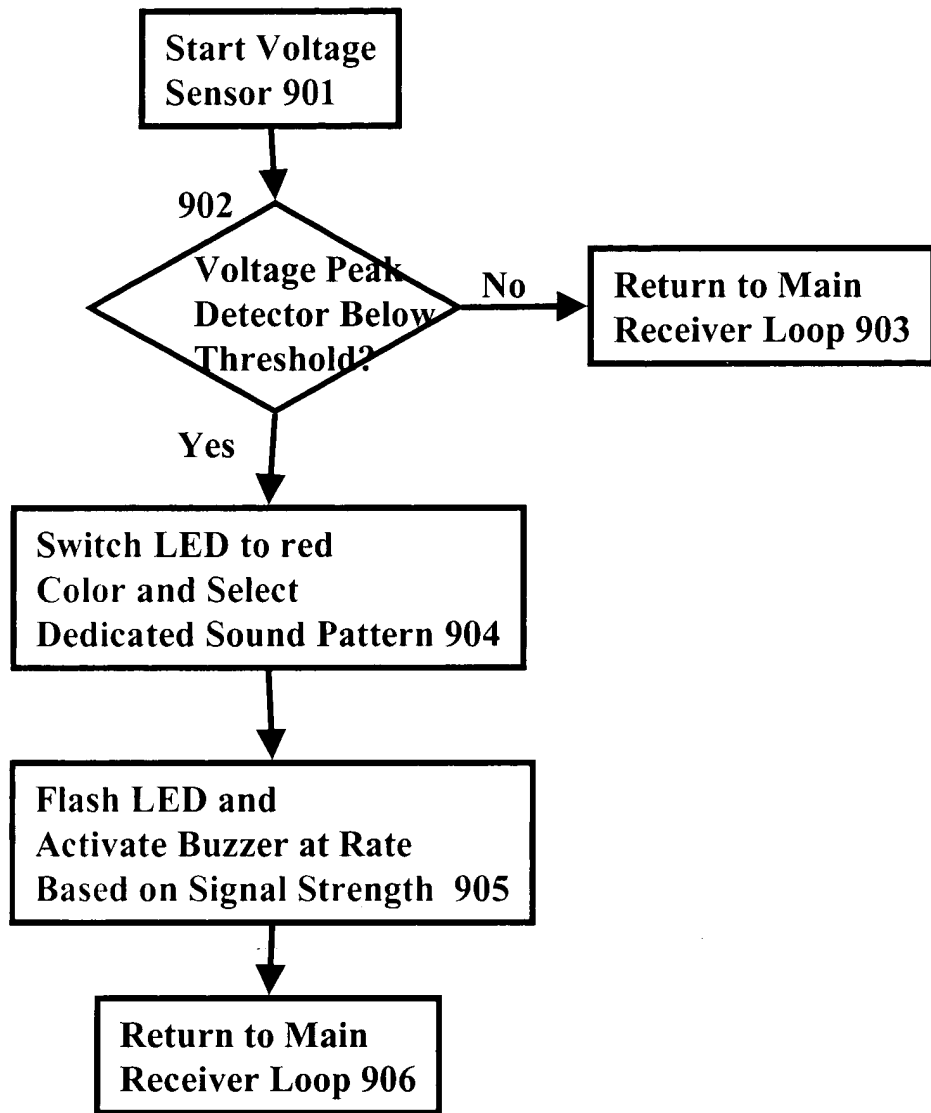 Start Voltage
Sensor 901
902
Voltage Peak
Detector Below
Threshold?
No
Return to Main
Receiver Loop 903
Yes
Switch LED to red
Color and Select
Dedicated Sound Pattern 904
Flash LED and
Activate Buzzer at Rate
Based on Signal Strength 905
Return to Main
Receiver Loop 906